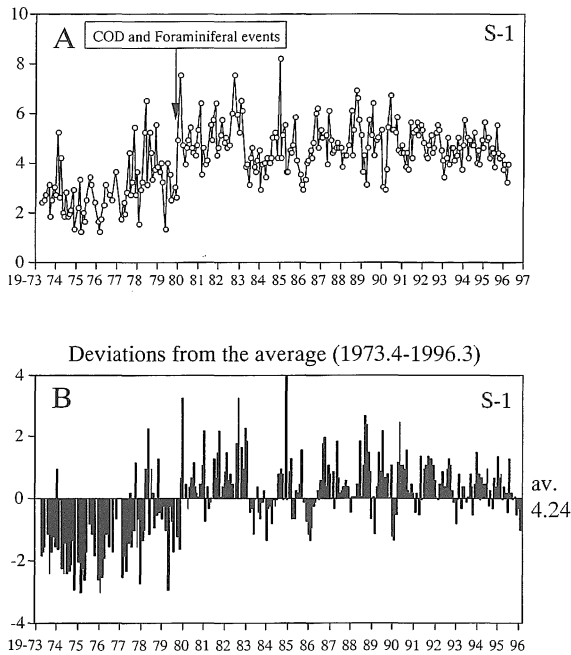 10
A
COD and Foraminiferal events
S-1
8
6
4
2
0
19-73 74 75 76 77 78 79 80 81 82 83 84 85 86 87 88 89 90 91 92 93 94 95 96 97
Deviations from the average (1973.4-1996.3)
4
B
S-1
2
0
av.
4.24
-2
-4
19-73 74 75 76 77 78 79 80 81 82 83 84 85 86 87 88 89 90 91 92 93 94 95 96